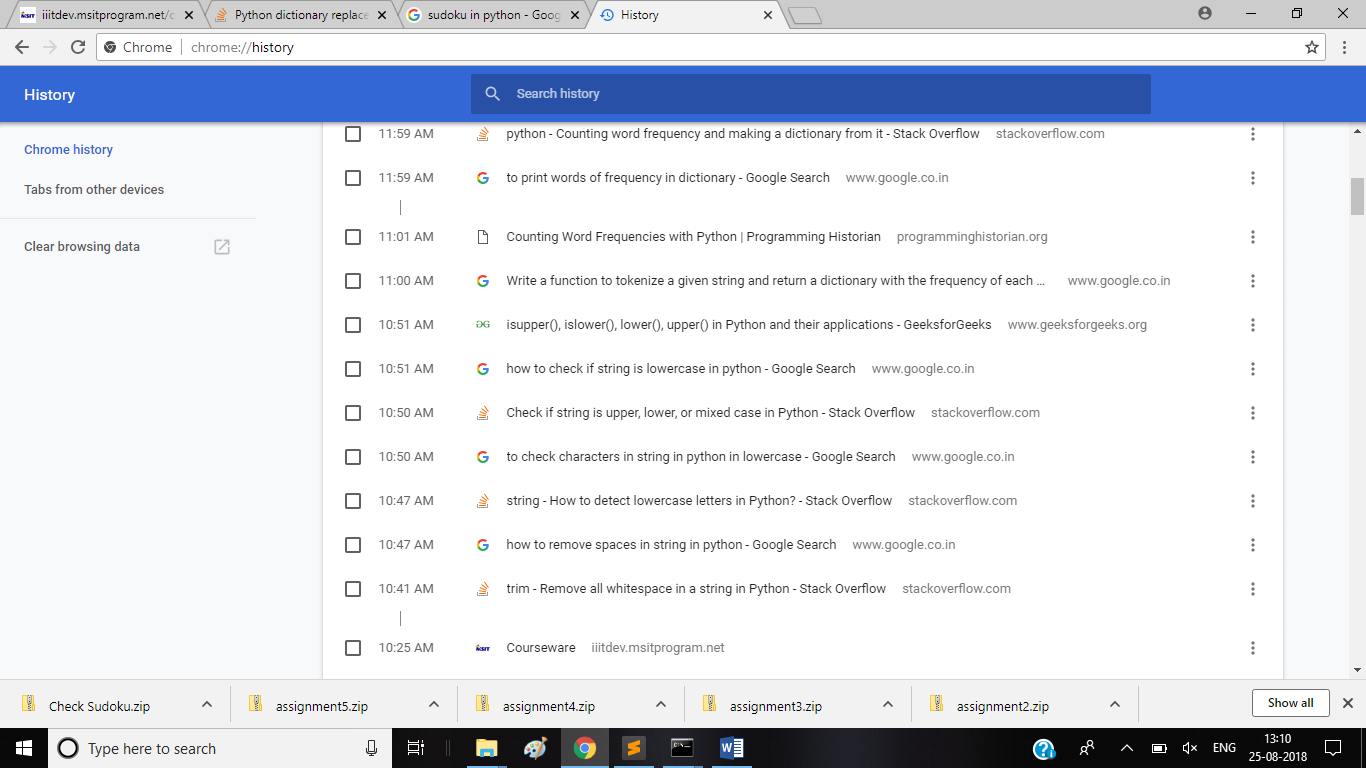 iiitdev.msitprogram.net/c
Python dictionary replace
sudoku in python - Goog
History
Chrome
chrome://history
History
Search history
Chrome history
Tabs from other devices
Clear browsing data
11:59 AM python - Counting word frequency and making a dictionary from it - Stack Overflow stackoverflow.com
11:59 AM to print words of frequency in dictionary - Google Search www.google.co.in
11:01 AM Counting Word Frequencies with Python | Programming Historian programminghistorian.org
11:00 AM Write a function to tokenize a given string and return a dictionary with the frequency of each ... www.google.co.in
10:51 AM isupper(), islower(), lower(), upper() in Python and their applications - GeeksforGeeks www.geeksforgeeks.org
10:51 AM how to check if string is lowercase in python - Google Search www.google.co.in
10:50 AM Check if string is upper, lower, or mixed case in Python - Stack Overflow stackoverflow.com
10:50 AM to check characters in string in python in lowercase - Google Search www.google.co.in
10:47 AM string - How to detect lowercase letters in Python? - Stack Overflow stackoverflow.com
10:47 AM how to remove spaces in string in python - Google Search www.google.co.in
10:41 AM trim - Remove all whitespace in a string in Python - Stack Overflow stackoverflow.com
10:25 AM MSIT Courseware iiitdev.msitprogram.net
Check Sudoku.zip
assignment5.zip
assignment4.zip
assignment3.zip
assignment2.zip
Show all
Type here to search
ENG
13:10
25-08-2018